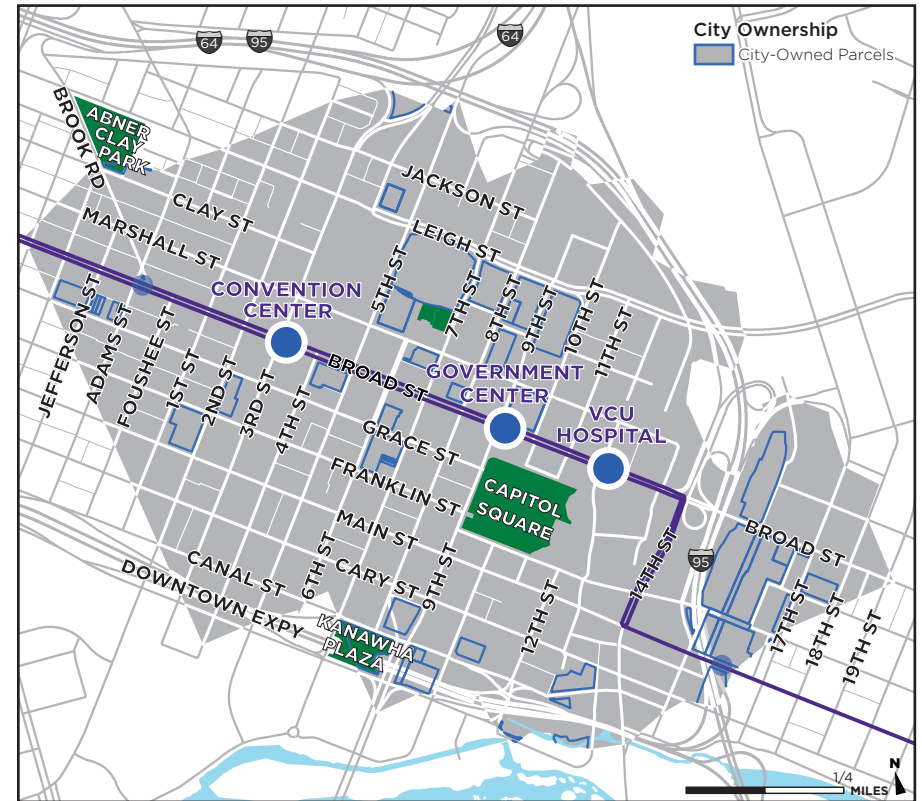 City Ownership
City-Owned Parcels
64
95
64
BROOK RD
ABNER
CLAY
PARK
JACKSON ST
CLAY ST
LEIGH ST
MARSHALL ST
CONVENTION
CENTER
5TH ST
7TH ST
8TH ST
9TH ST
10TH ST
11TH ST
JEFFERSON ST
ADAMS ST
FOUSHEE ST
1ST ST
2ND ST
3RD ST
4TH ST
BROAD ST
GOVERNMENT
CENTER
VCU
HOSPITAL
GRACE ST
FRANKLIN ST
CAPITOL
SQUARE
MAIN ST
CARY ST
BROAD ST
14TH ST
95
CANAL ST
DOWNTOWN EXPY
6TH ST
9TH ST
12TH ST
17TH ST
18TH ST
19TH ST
KANAWHA
PLAZA
1/4
MILES
N